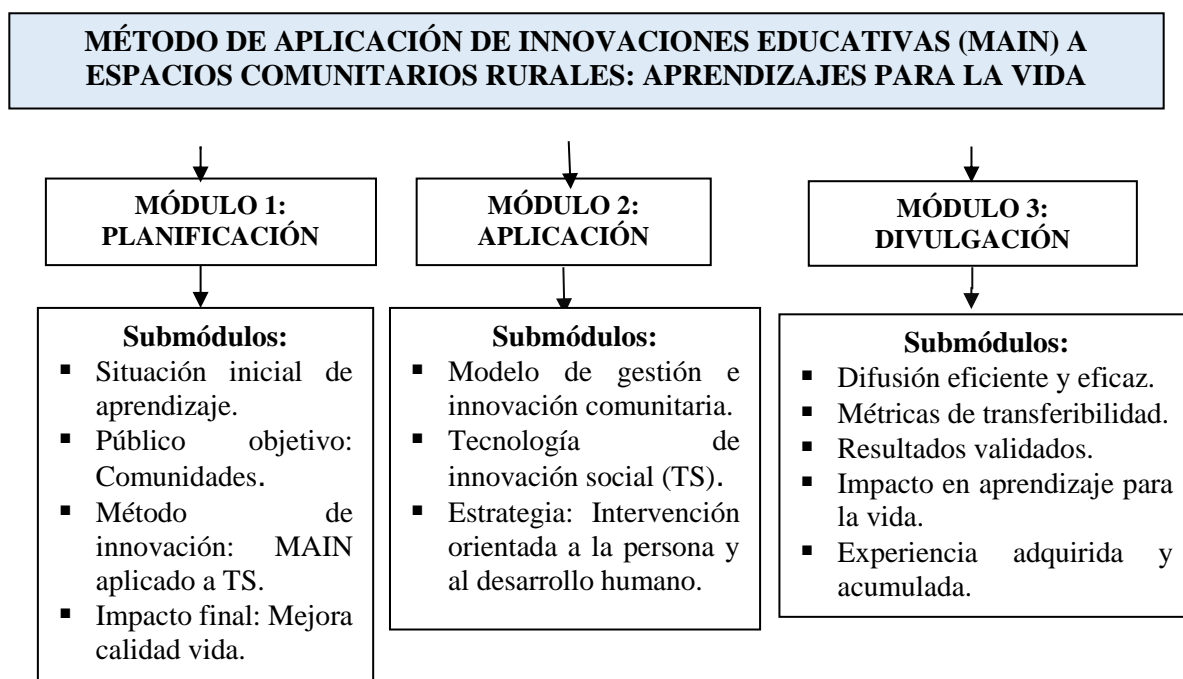 MÉTODO DE APLICACIÓN DE INNOVACIONES EDUCATIVAS (MAIN) A
ESPACIOS COMUNITARIOS RURALES: APRENDIZAJES PARA LA VIDA
MÓDULO 1:
PLANIFICACIÓN
Submódulos:
▪ Situación inicial de
aprendizaje.
▪ Público objetivo:
Comunidades.
▪ Método de
innovación: MAIN
aplicado a TS.
▪ Impacto final: Mejora
calidad vida.
MÓDULO 2:
APLICACIÓN
Submódulos:
▪ Modelo de gestión e
innovación comunitaria.
▪ Tecnología de
innovación social (TS).
▪ Estrategia: Intervención
orientada a la persona y
al desarrollo humano.
MÓDULO 3:
DIVULGACIÓN
Submódulos:
▪ Difusión eficiente y eficaz.
▪ Métricas de transferibilidad.
▪ Resultados validados.
▪ Impacto en aprendizaje para
la vida.
▪ Experiencia adquirida y
acumulada.